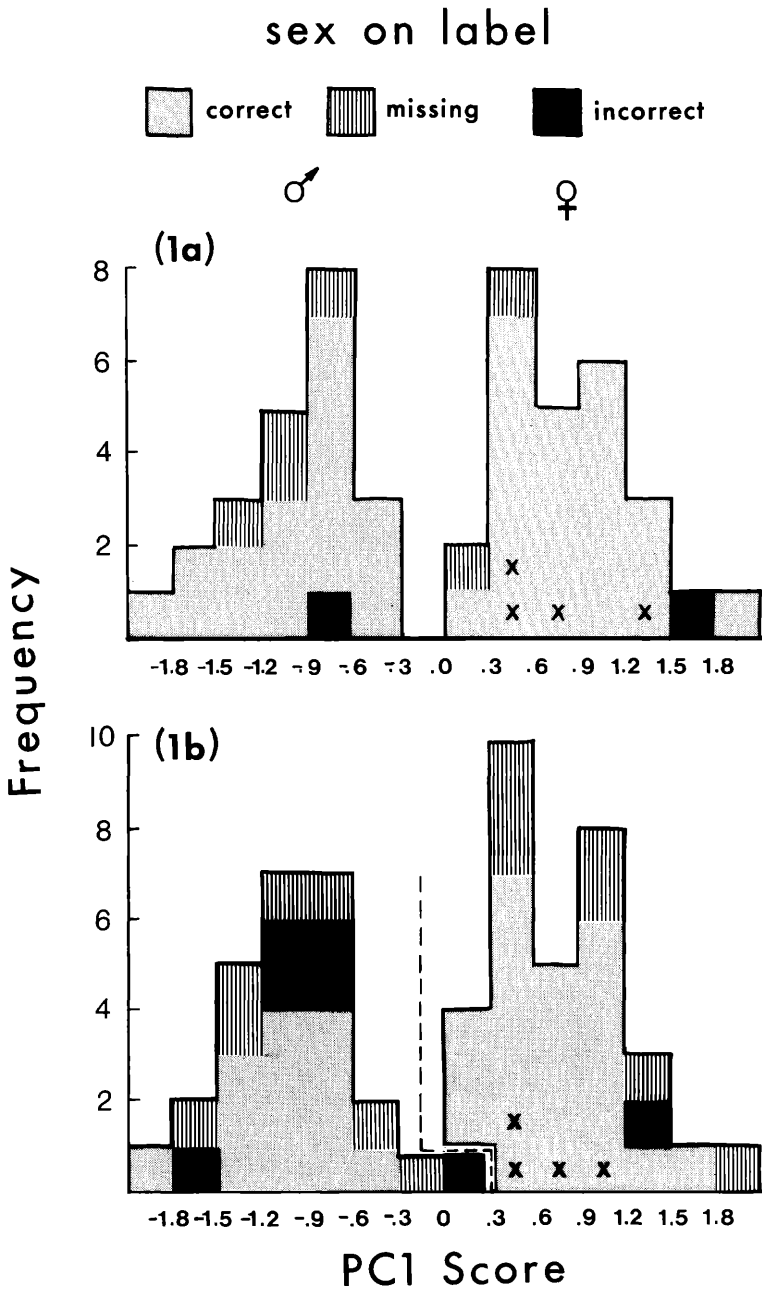 sex on label
correct missing incorrect
♂ ♀
(1a)
8
6
4
2
-1.8 -1.5 -1.2 -.9 -.6 -.3 .0 .3 .6 .9 1.2 1.5 1.8
x
x x x
Frequency
(1b)
10
8
6
4
2
x
x x x
-1.8 -1.5 -1.2 -.9 -.6 -.3 0 .3 .6 .9 1.2 1.5 1.8
PC1 Score